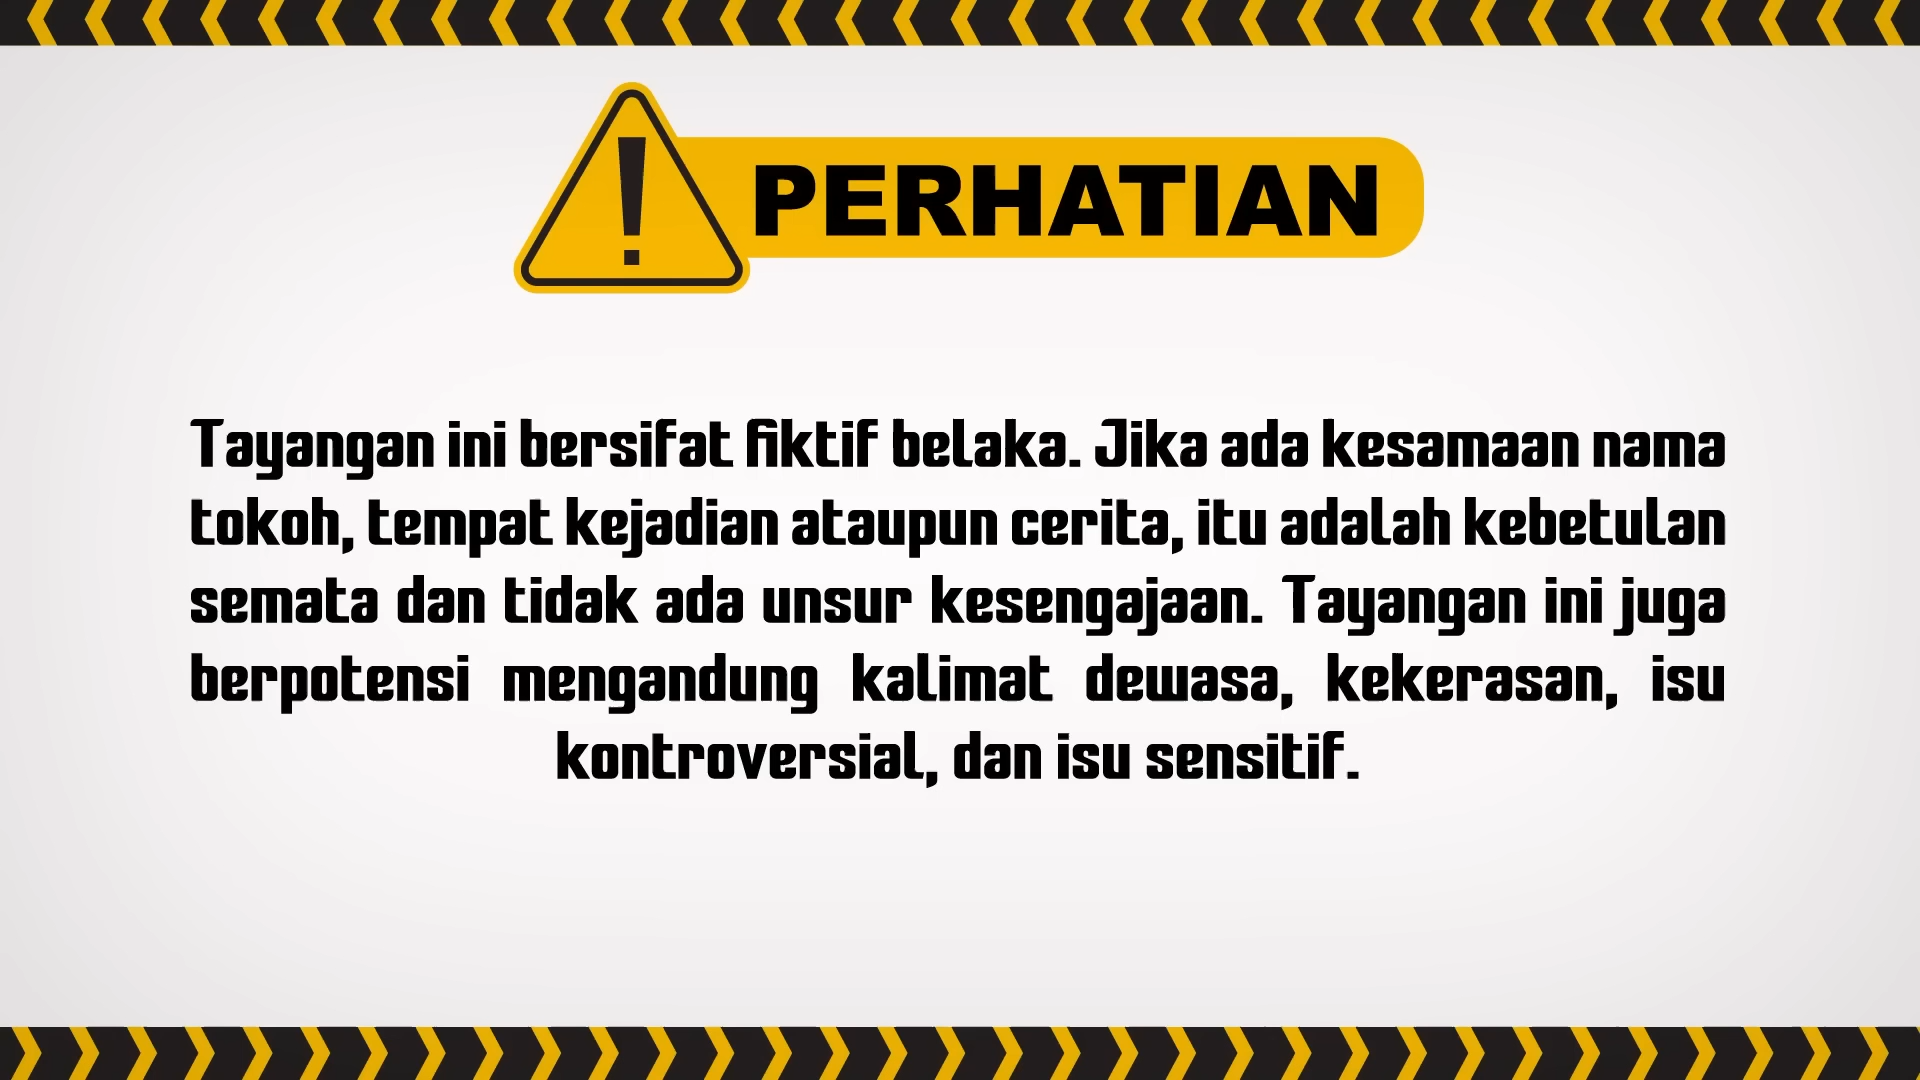 PERHATIAN
Tayangan ini bersifat fiktif belaka. Jika ada kesamaan nama
tokoh, tempat kejadian ataupun cerita, itu adalah kebetulan
semata dan tidak ada unsur kesengajaan. Tayangan ini juga
berpotensi mengandung kalimat dewasa, kekerasan, isu
kontroversial, dan isu sensitif.